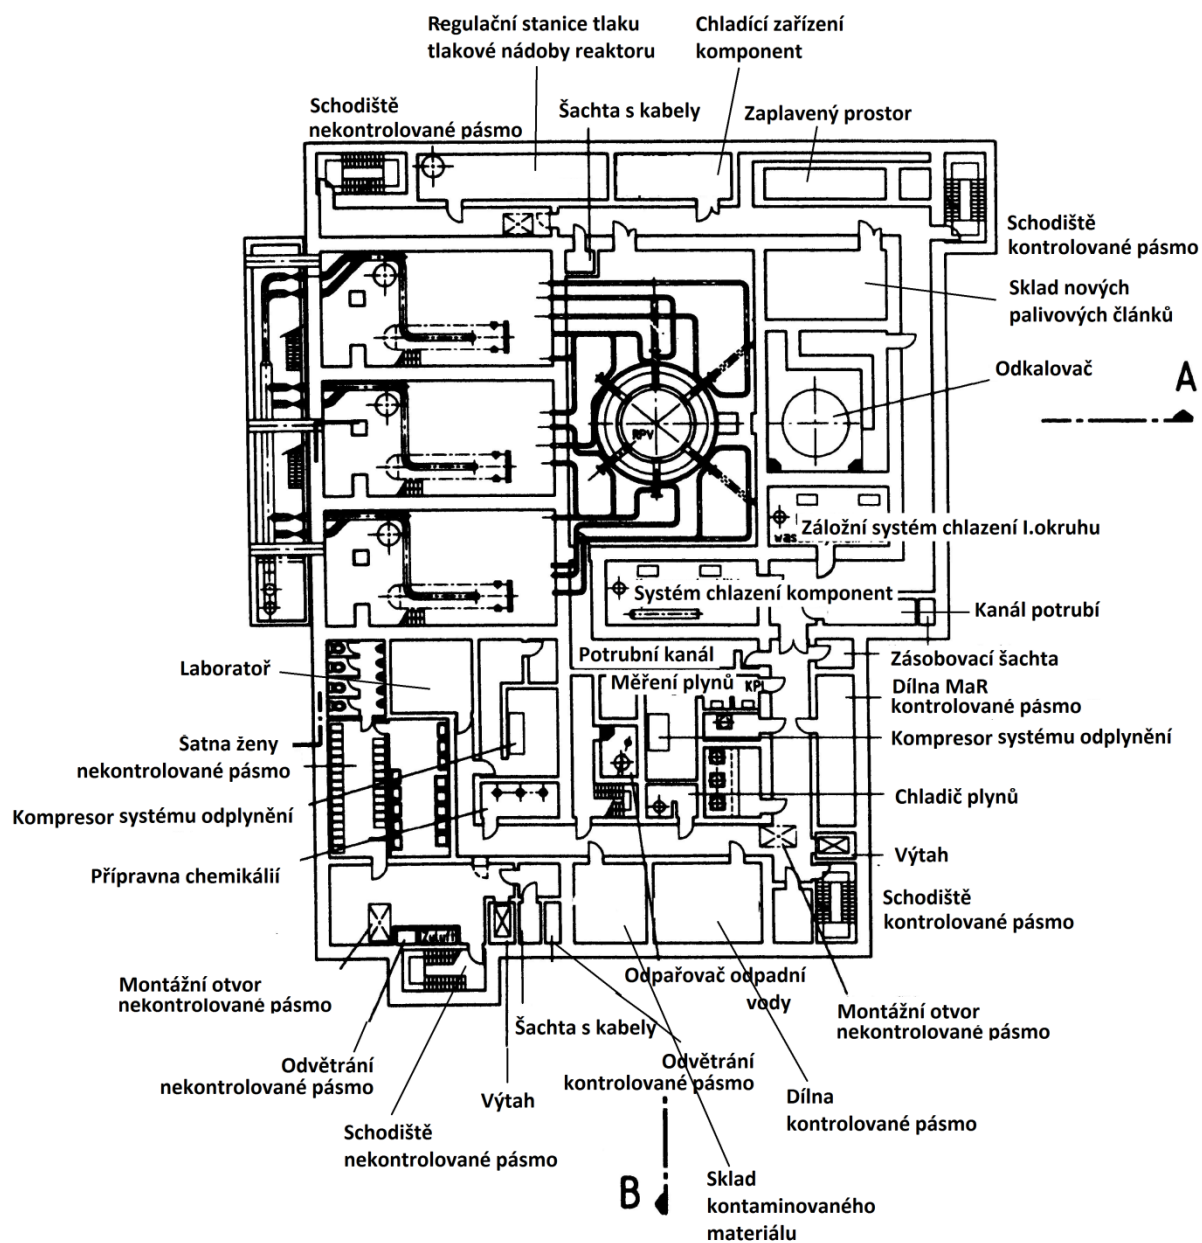 Regulační stanice tlaku
tlakové nádoby reaktoru
Chladící zařízení
komponent
Schodiště
nekontrolované pásmo
Šachta s kabely
Zaplavený prostor
Schodiště
kontrolované pásmo
Sklad nových
palivových článků
Odkalovač
A
RPV
Záložní systém chlazení I.okruhu
Systém chlazení komponent
Kanál potrubí
Potrubní kanál
Zásobovací šachta
Laboratoř
Měření plynů
Dílna MaR
kontrolované pásmo
Šatna ženy
nekontrolované pásmo
Kompresor systému odplynění
Kompresor systému odplynění
Chladič plynů
Výtah
Přípravna chemikálií
Schodiště
kontrolované pásmo
Zuluft
Odpařovač odpadní
vody
Montážní otvor
nekontrolované pásmo
Montážní otvor
nekontrolované pásmo
Šachta s kabely
Odvětrání
nekontrolované pásmo
Odvětrání
kontrolované pásmo
Výtah
Dílna
kontrolované pásmo
Schodiště
nekontrolované pásmo
B
Sklad
kontaminovaného
materiálu